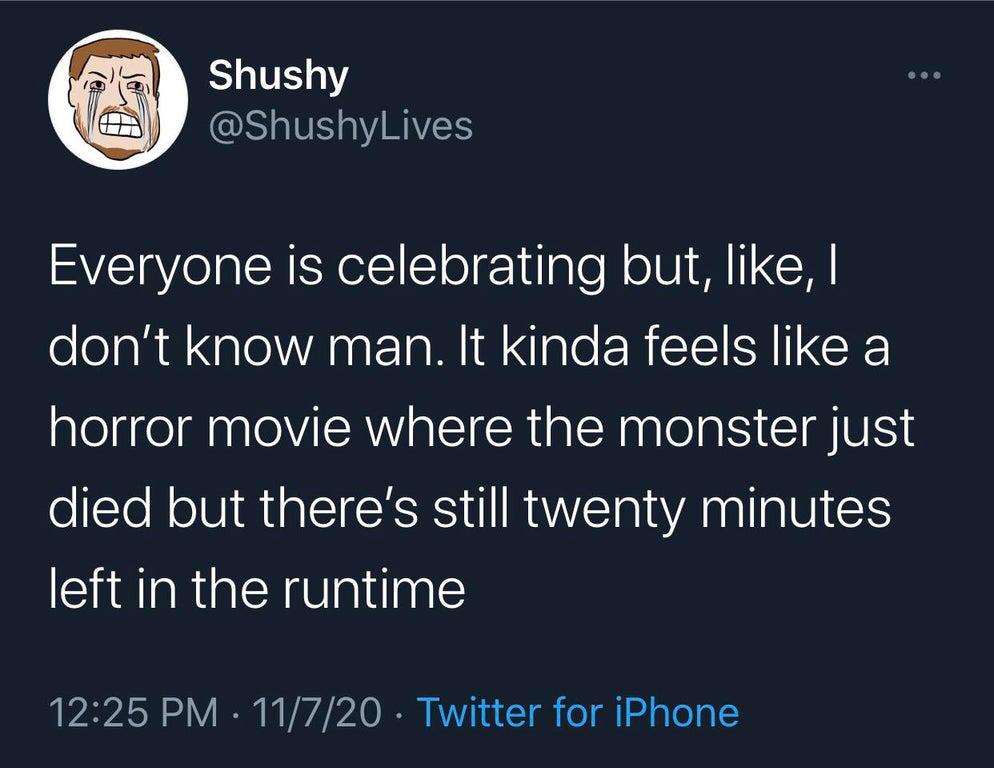 Shushy
@ShushyLives
Everyone is celebrating but, like, I
don’t know man. It kinda feels like a
horror movie where the monster just
died but there’s still twenty minutes
left in the runtime
12:25 PM · 11/7/20 · Twitter for iPhone